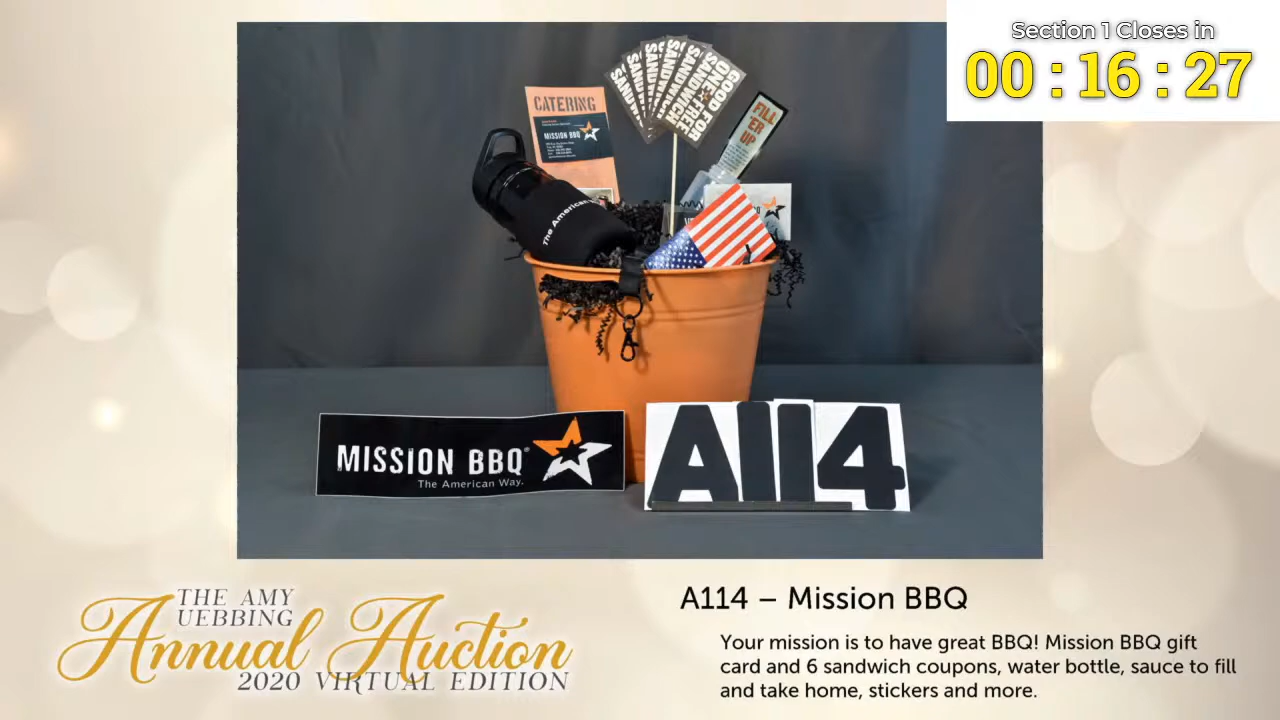 Section 1 Closes in
00 : 16 : 27
CATERING
MISSION BBQ
GOOD FOR
ONE FREE
SANDWICH
FILL
'ER
UP
The American
MISSION BBQ®
The American Way.
A114
THE AMY
UEBBING
Annual Auction
2020 VIRTUAL EDITION
A114 – Mission BBQ
Your mission is to have great BBQ! Mission BBQ gift
card and 6 sandwich coupons, water bottle, sauce to fill
and take home, stickers and more.